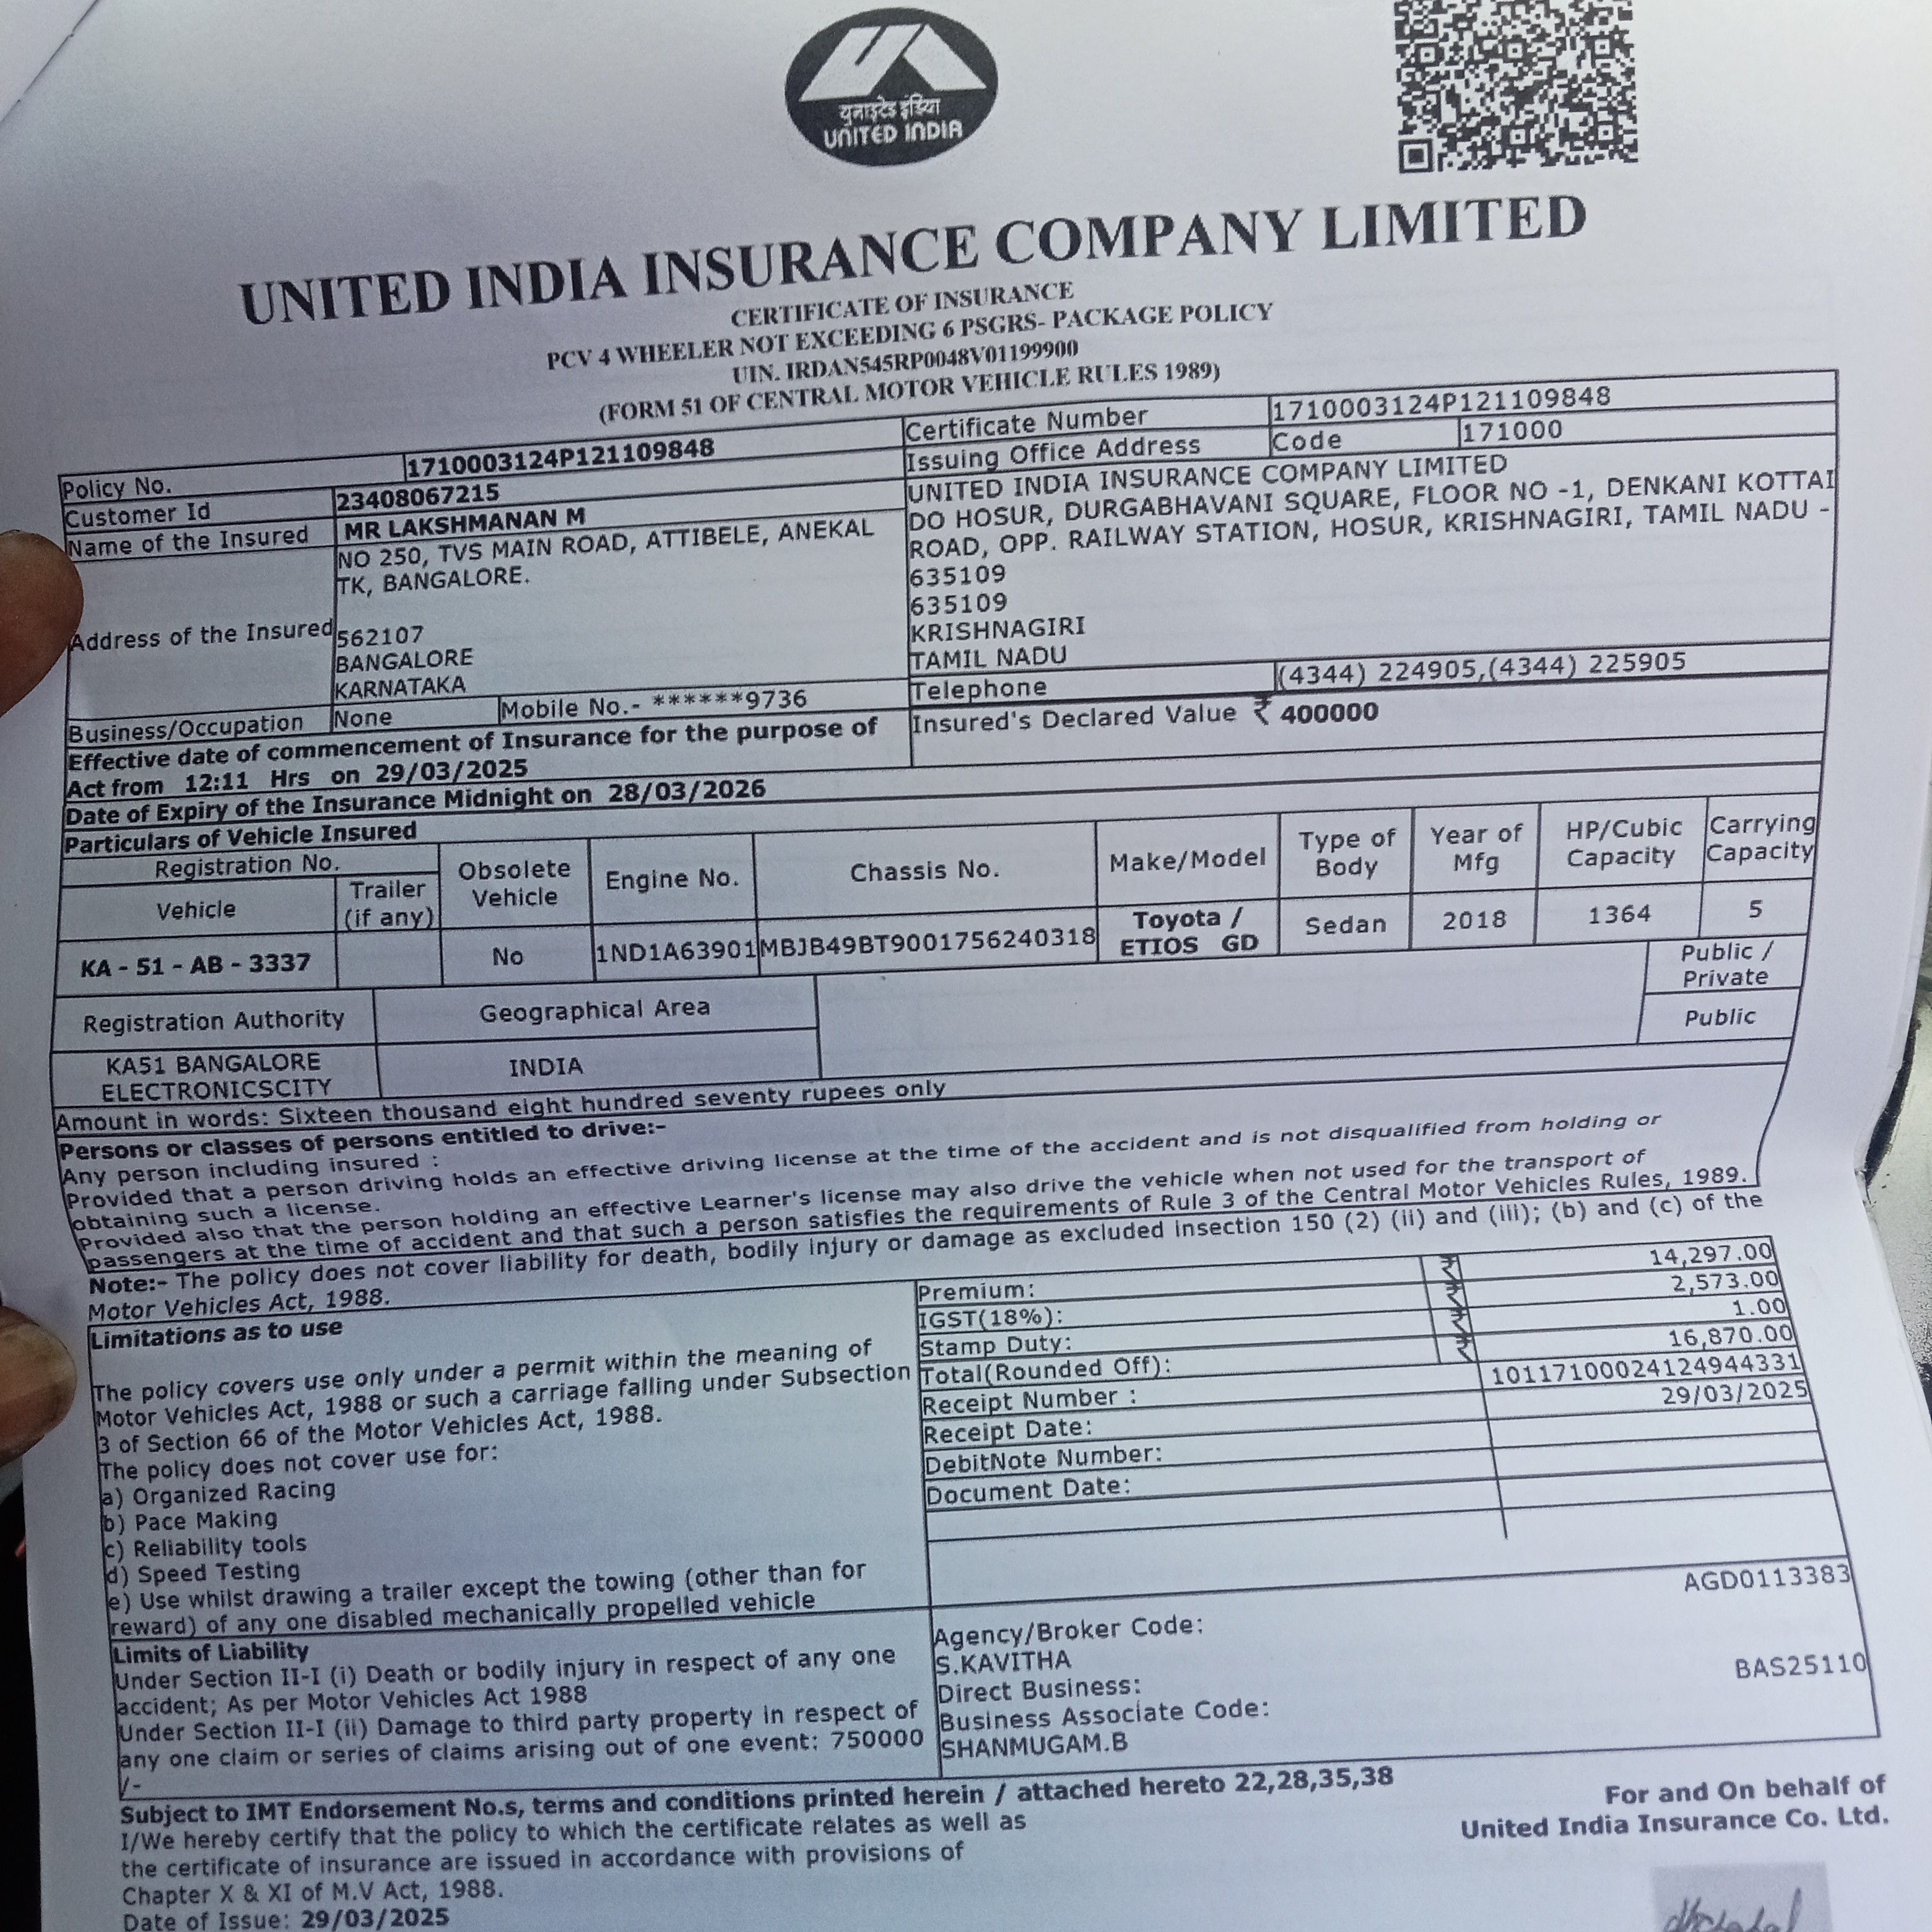 युनाइटेड इंडिया
UNITED INDIA
UNITED INDIA INSURANCE COMPANY LIMITED
CERTIFICATE OF INSURANCE
PCV 4 WHEELER NOT EXCEEDING 6 PSGRS- PACKAGE POLICY
UIN. IRDAN545RP0048V01199900
(FORM 51 OF CENTRAL MOTOR VEHICLE RULES 1989)
Policy No. 1710003124P121109848
Customer Id 23408067215
Name of the Insured MR LAKSHMANAN M
Address of the Insured
NO 250, TVS MAIN ROAD, ATTIBELE, ANEKAL
TK, BANGALORE.
562107
BANGALORE
KARNATAKA
Business/Occupation None Mobile No.- ******9736
Certificate Number 1710003124P121109848
Issuing Office Address Code 171000
UNITED INDIA INSURANCE COMPANY LIMITED
DO HOSUR, DURGABHAVANI SQUARE, FLOOR NO -1, DENKANI KOTTAI
ROAD, OPP. RAILWAY STATION, HOSUR, KRISHNAGIRI, TAMIL NADU -
635109
635109
KRISHNAGIRI
TAMIL NADU
Telephone (4344) 224905,(4344) 225905
Effective date of commencement of Insurance for the purpose of
Act from 12:11 Hrs on 29/03/2025
Insured's Declared Value ₹ 400000
Date of Expiry of the Insurance Midnight on 28/03/2026
Particulars of Vehicle Insured
Registration No.
Vehicle
Trailer
(if any)
Obsolete
Vehicle
Engine No.
Chassis No.
Make/Model
Type of
Body
Year of
Mfg
HP/Cubic
Capacity
Carrying
Capacity
KA - 51 - AB - 3337
No
1ND1A63901
MBJB49BT9001756240318
Toyota /
ETIOS GD
Sedan
2018
1364
5
Registration Authority
Geographical Area
Public /
Private
KA51 BANGALORE
ELECTRONICSCITY
INDIA
Public
Amount in words: Sixteen thousand eight hundred seventy rupees only
Persons or classes of persons entitled to drive:-
Any person including insured :
Provided that a person driving holds an effective driving license at the time of the accident and is not disqualified from holding or
obtaining such a license.
Provided also that the person holding an effective Learner's license may also drive the vehicle when not used for the transport of
passengers at the time of accident and that such a person satisfies the requirements of Rule 3 of the Central Motor Vehicles Rules, 1989.
Note:- The policy does not cover liability for death, bodily injury or damage as excluded insection 150 (2) (ii) and (iii); (b) and (c) of the
Motor Vehicles Act, 1988.
Limitations as to use
The policy covers use only under a permit within the meaning of
Motor Vehicles Act, 1988 or such a carriage falling under Subsection
3 of Section 66 of the Motor Vehicles Act, 1988.
The policy does not cover use for:
a) Organized Racing
b) Pace Making
c) Reliability tools
d) Speed Testing
e) Use whilst drawing a trailer except the towing (other than for
reward) of any one disabled mechanically propelled vehicle
Limits of Liability
Under Section II-I (i) Death or bodily injury in respect of any one
accident; As per Motor Vehicles Act 1988
Under Section II-I (ii) Damage to third party property in respect of
any one claim or series of claims arising out of one event: 750000
/-
Premium: ₹ 14,297.00
IGST(18%): ₹ 2,573.00
Stamp Duty: ₹ 1.00
Total(Rounded Off): ₹ 16,870.00
Receipt Number : 10117100024124944331
Receipt Date: 29/03/2025
DebitNote Number:
Document Date:
Agency/Broker Code: AGD0113383
S.KAVITHA
Direct Business:
Business Associate Code: BAS25110
SHANMUGAM.B
Subject to IMT Endorsement No.s, terms and conditions printed herein / attached hereto 22,28,35,38
I/We hereby certify that the policy to which the certificate relates as well as
the certificate of insurance are issued in accordance with provisions of
Chapter X & XI of M.V Act, 1988.
Date of Issue: 29/03/2025
For and On behalf of
United India Insurance Co. Ltd.